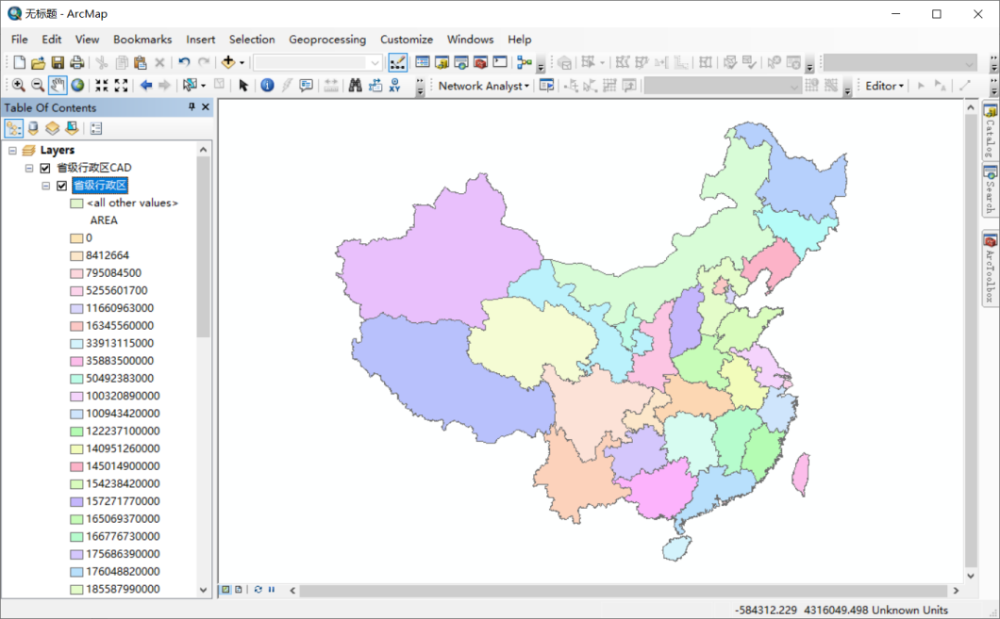 无标题 - ArcMap
File Edit View Bookmarks Insert Selection Geoprocessing Customize Windows Help
Network Analyst Editor
Table Of Contents
Layers
省级行政区CAD
省级行政区
<all other values>
AREA
0
8412664
795084500
5255601700
11660963000
16345560000
33913115000
35883500000
50492383000
100320890000
100943420000
122237100000
140951260000
145014900000
154238420000
157271770000
165069370000
166776730000
175686390000
176048820000
185587990000
Catalog
Search
ArcToolbox
-584312.229 4316049.498 Unknown Units